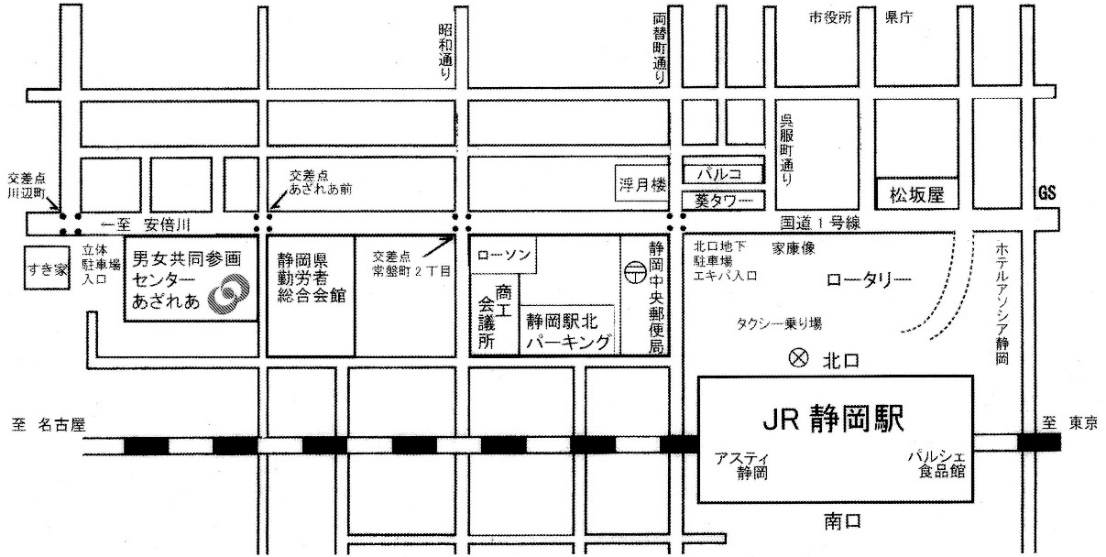 市役所 県庁
昭和通り
両替町通り
呉服町通り
交差点
川辺町
交差点
あざれあ前
浮月楼
パルコ
葵タワー
松坂屋
GS
←至 安倍川
国道1号線
すき家
立体
駐車場
入口
男女共同参画
センター
あざれあ
静岡県
勤労者
総合会館
交差点
常盤町2丁目
ローソン
商工
会議所
静岡駅北
パーキング
静岡中央郵便局
北口地下
駐車場
エキパ入口
家康像
ロータリー
タクシー乗り場
ホテルアソシア静岡
北口
至 名古屋
JR 静岡駅
至 東京
アスティ
静岡
パルシェ
食品館
南口